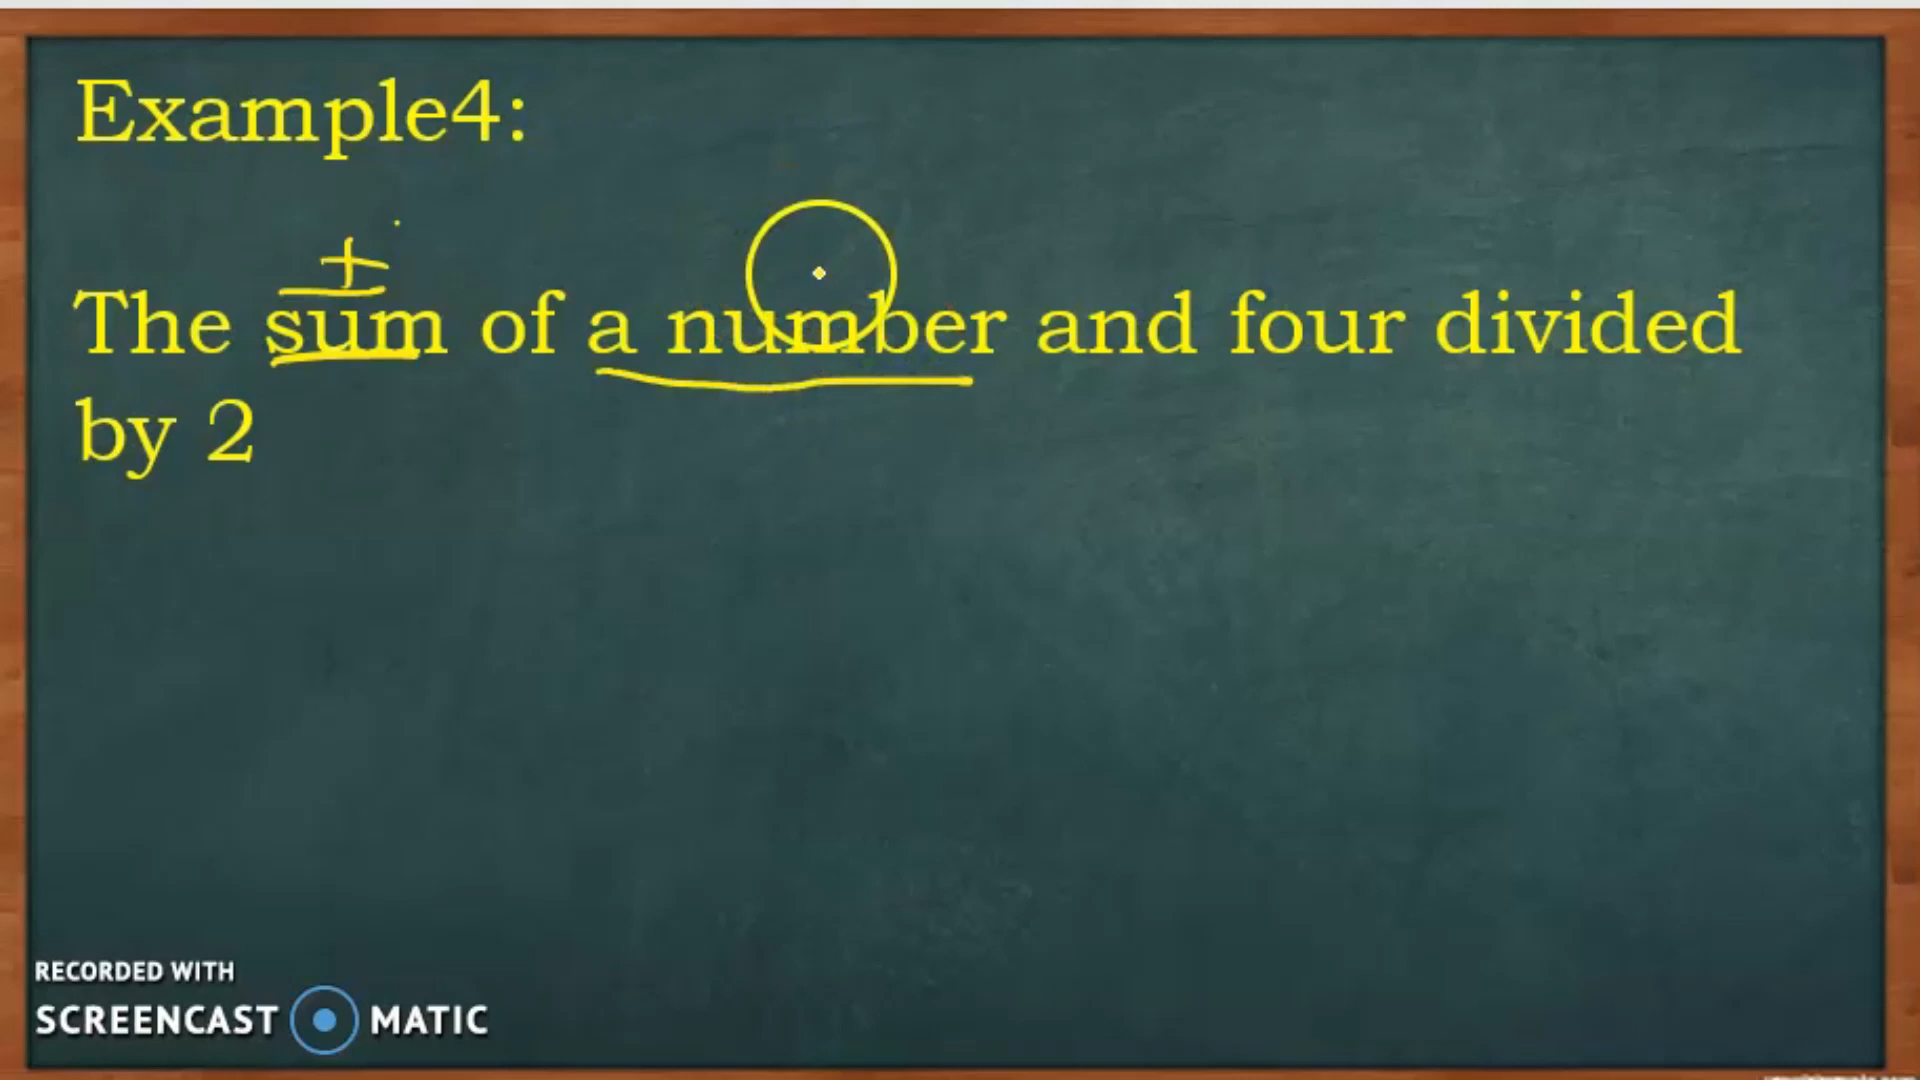 Example4:
+
The sum of a number and four divided
by 2
RECORDED WITH
SCREENCAST MATIC